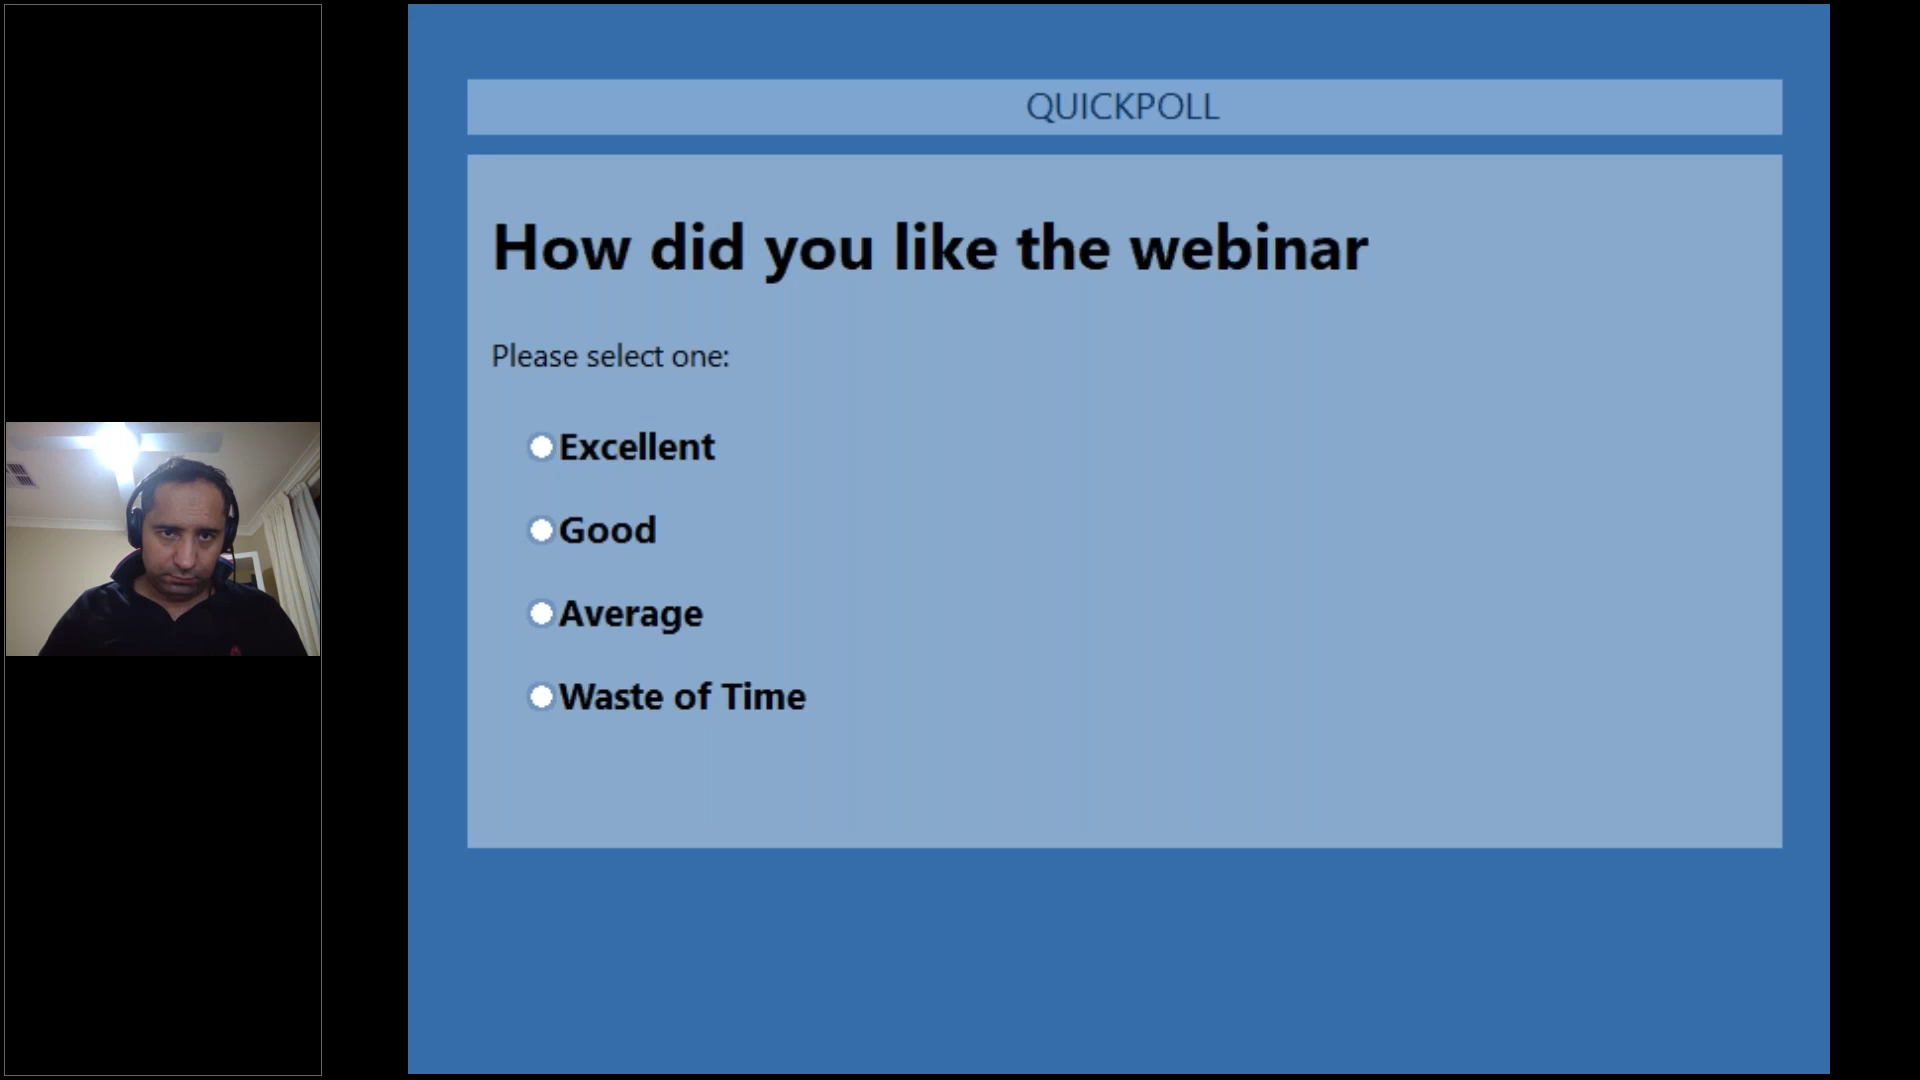 QUICKPOLL
How did you like the webinar
Please select one:
Excellent
Good
Average
Waste of Time